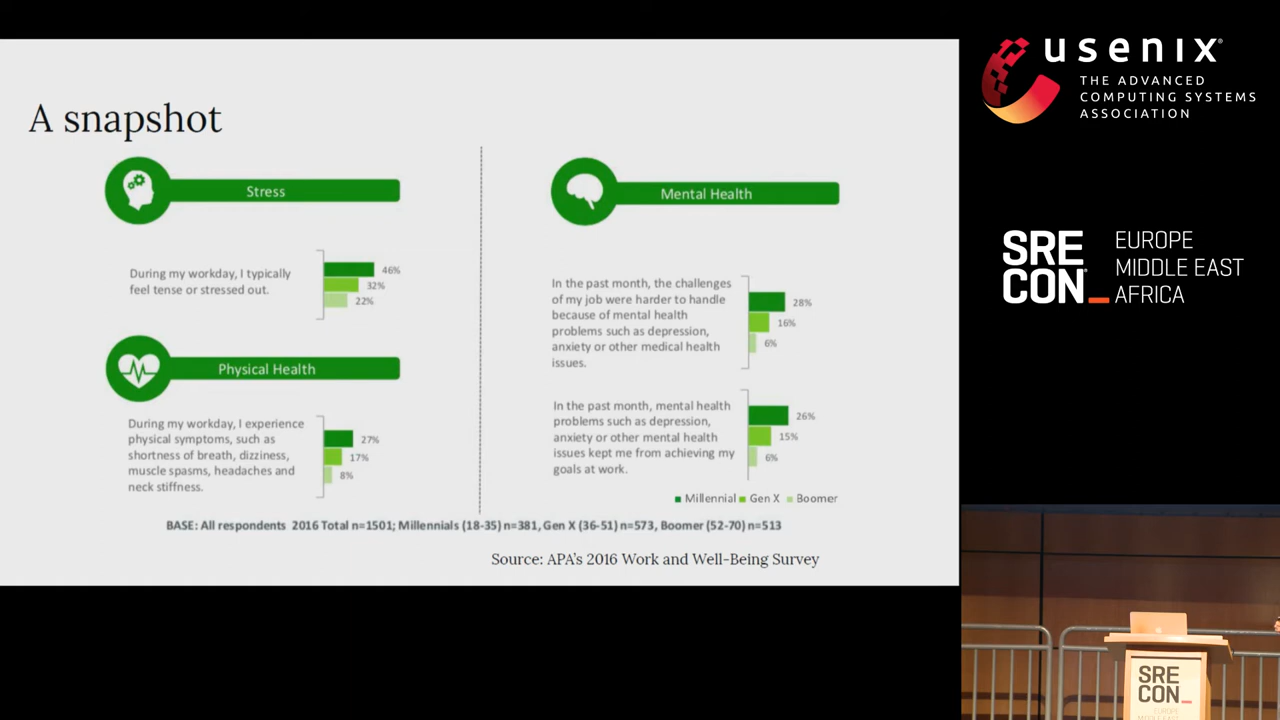 A snapshot
Stress
During my workday, I typically
feel tense or stressed out.
46%
32%
22%
Physical Health
During my workday, I experience
physical symptoms, such as
shortness of breath, dizziness,
muscle spasms, headaches and
neck stiffness.
27%
17%
8%
Mental Health
In the past month, the challenges
of my job were harder to handle
because of mental health
problems such as depression,
anxiety or other medical health
issues.
28%
16%
6%
In the past month, mental health
problems such as depression,
anxiety or other mental health
issues kept me from achieving my
goals at work.
26%
15%
6%
Millennial Gen X Boomer
BASE: All respondents 2016 Total n=1501; Millennials (18-35) n=381, Gen X (36-51) n=573, Boomer (52-70) n=513
Source: APA's 2016 Work and Well-Being Survey
usenix®
THE ADVANCED
COMPUTING SYSTEMS
ASSOCIATION
SRE
CON_
EUROPE
MIDDLE EAST
AFRICA
SRE
CON_
EUROPE